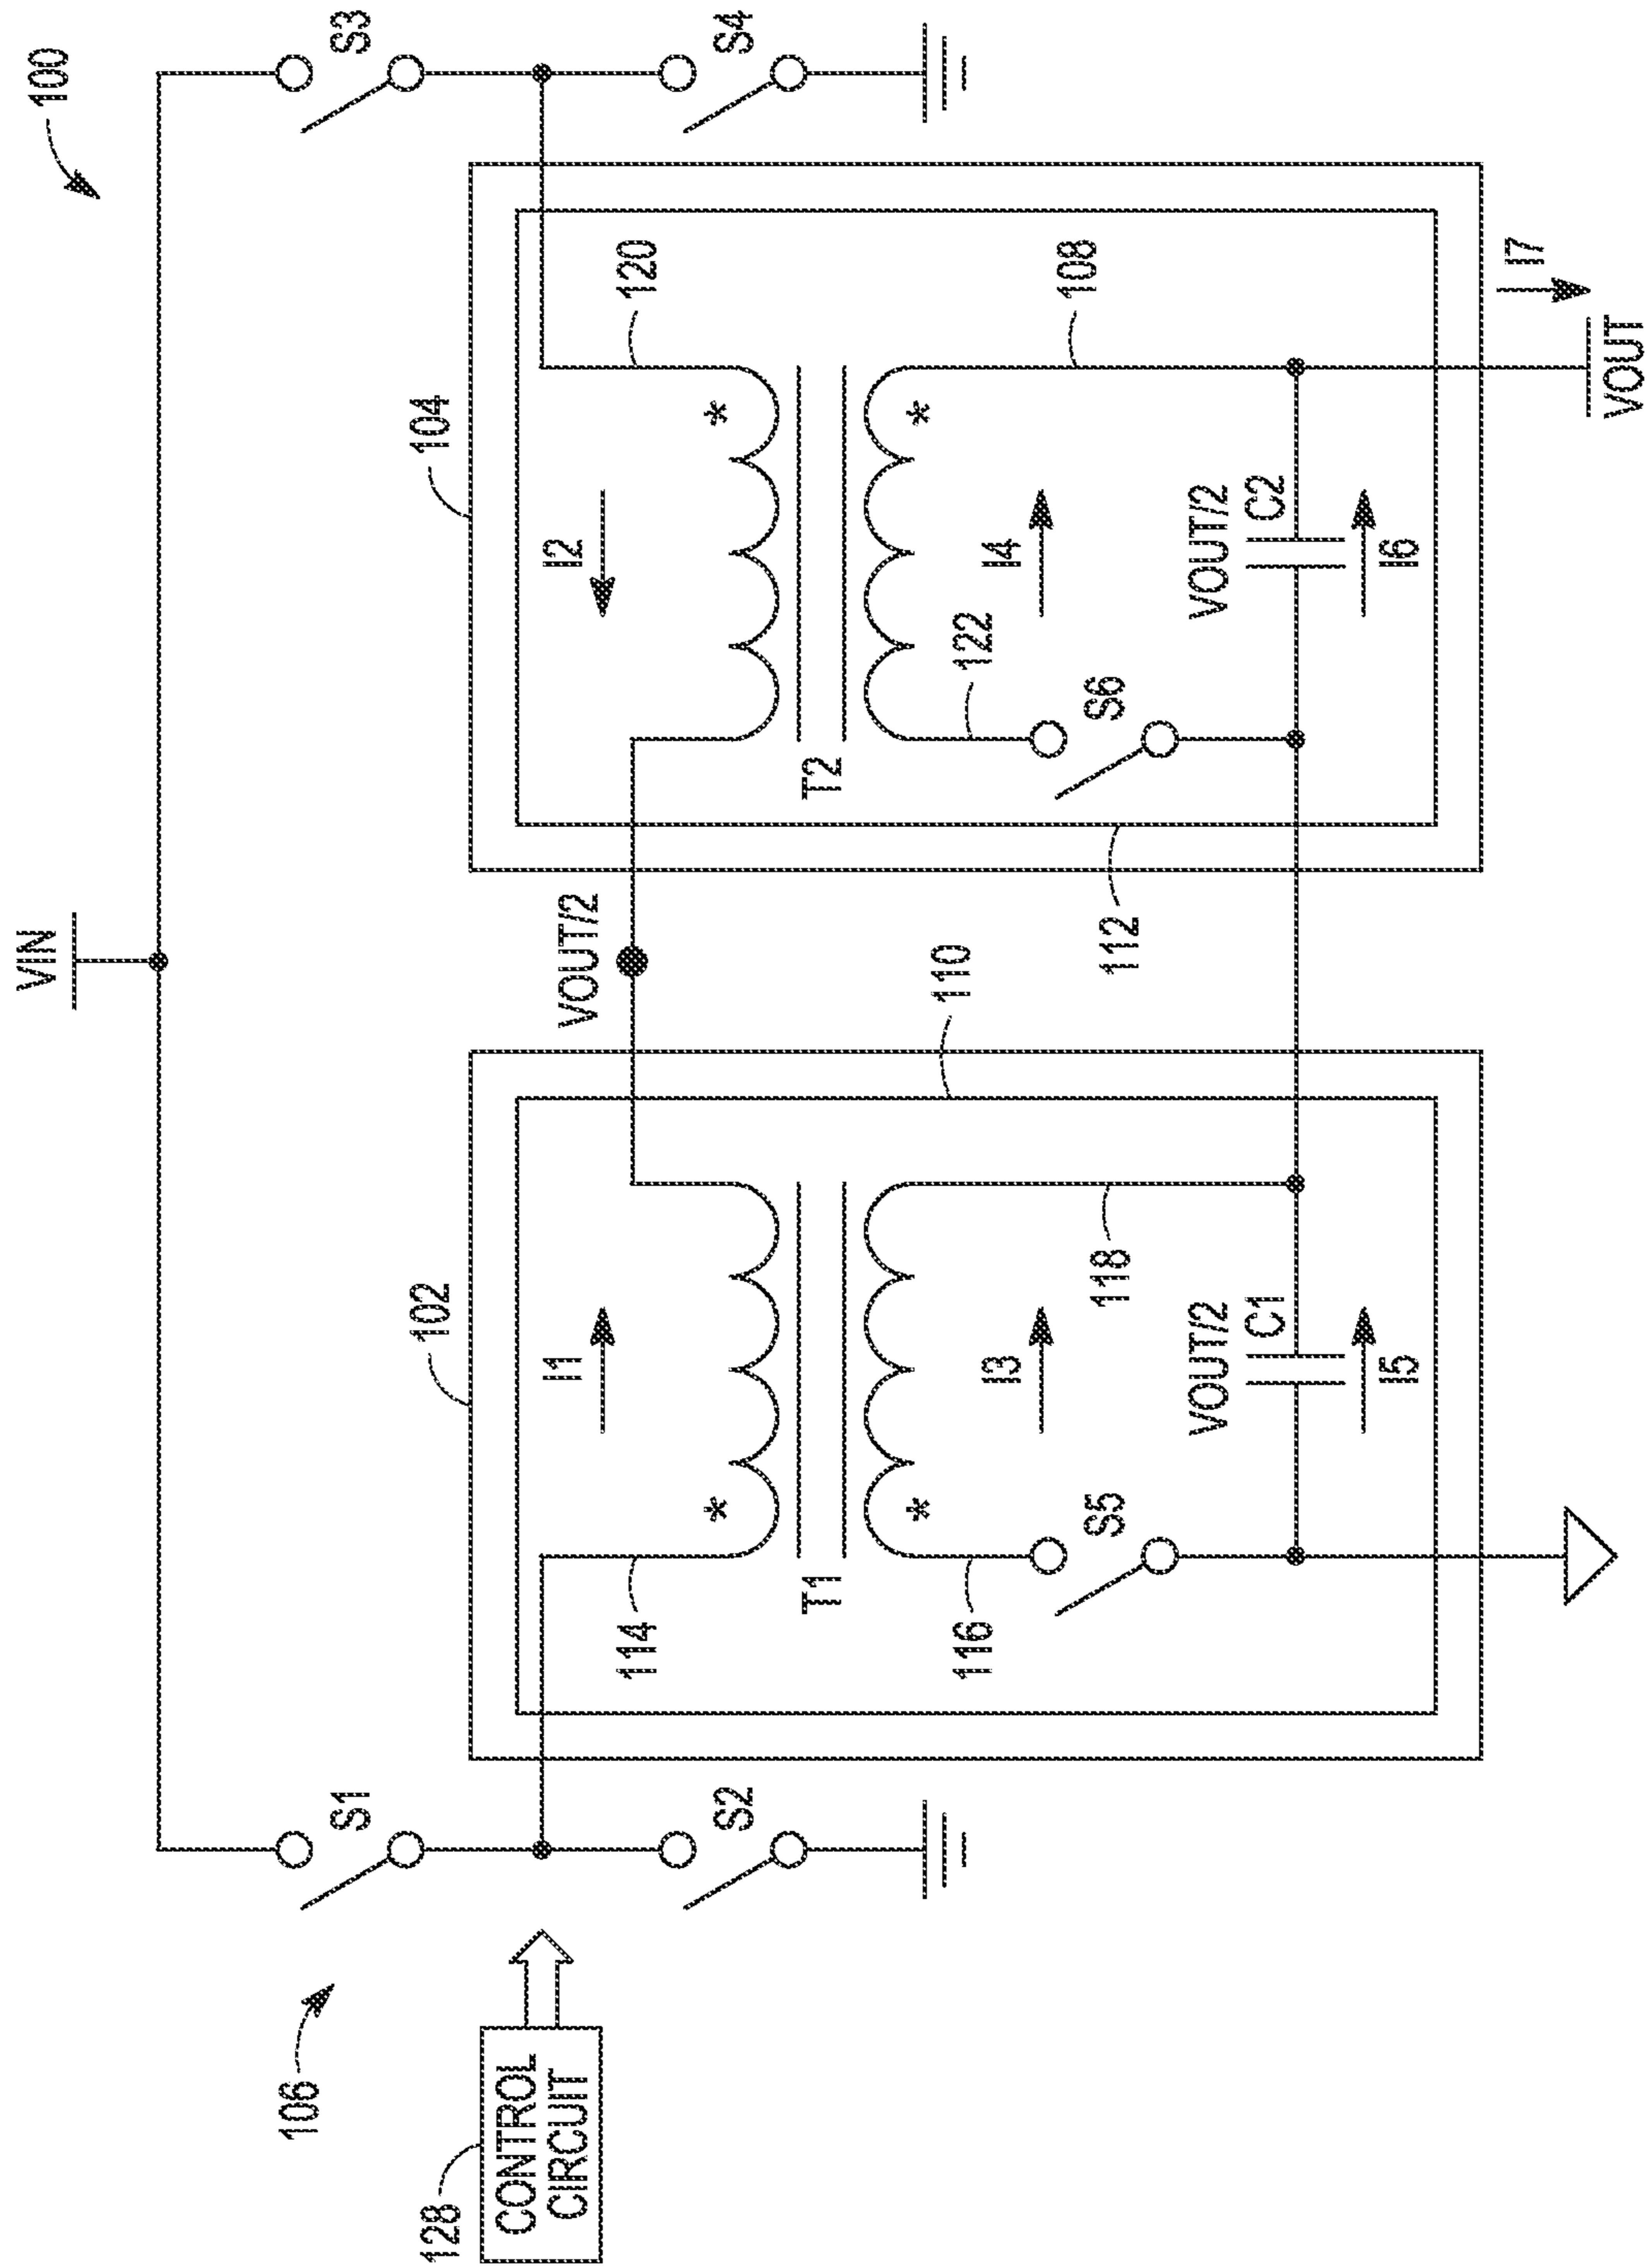 100
VIN
S3
S4
S1
S2
106
128
CONTROL
CIRCUIT
104
120
I2
*
*
T2
108
I4
122
S6
VOUT/2
C2
I6
I7
VOUT
112
VOUT/2
110
102
114
I1
*
*
T1
116
I3
118
S5
VOUT/2
C1
I5